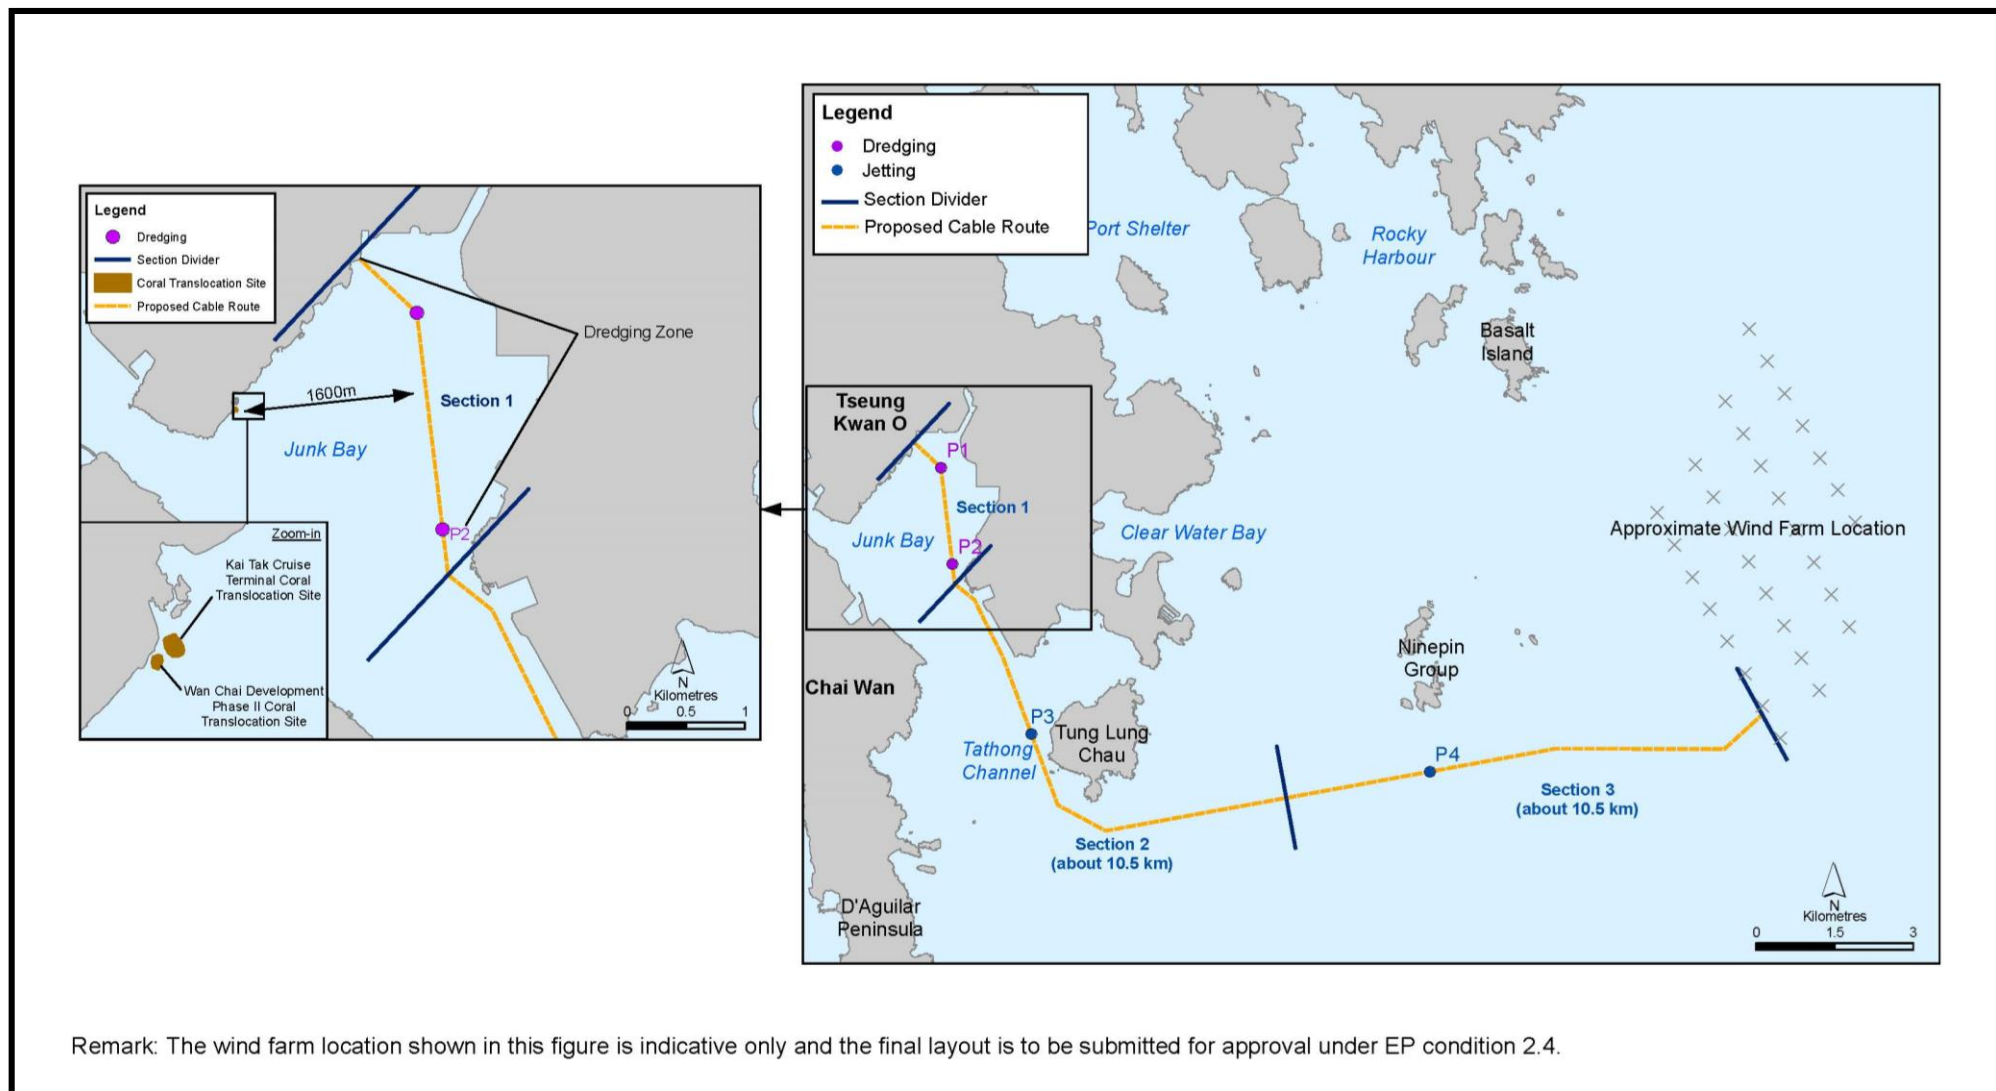 Legend
Dredging
Section Divider
Coral Translocation Site
Proposed Cable Route
Dredging Zone
1600m
Section 1
Junk Bay
P2
Zoom-in
Kai Tak Cruise
Terminal Coral
Translocation Site
Wan Chai Development
Phase II Coral
Translocation Site
N
Kilometres
0 0.5 1
Legend
Dredging
Jetting
Section Divider
Proposed Cable Route
Port Shelter
Rocky
Harbour
Basalt
Island
Tseung
Kwan O
P1
Section 1
Junk Bay
P2
Clear Water Bay
Approximate Wind Farm Location
Ninepin
Group
Chai Wan
P3
Tung Lung
Chau
Tathong
Channel
P4
Section 3
(about 10.5 km)
Section 2
(about 10.5 km)
D'Aguilar
Peninsula
N
Kilometres
0 1.5 3
Remark: The wind farm location shown in this figure is indicative only and the final layout is to be submitted for approval under EP condition 2.4.